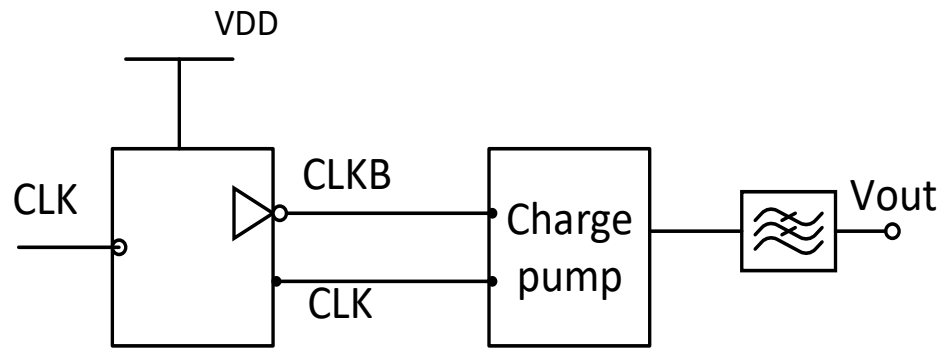 VDD
CLK
CLKB
CLK
Charge
pump
Vout